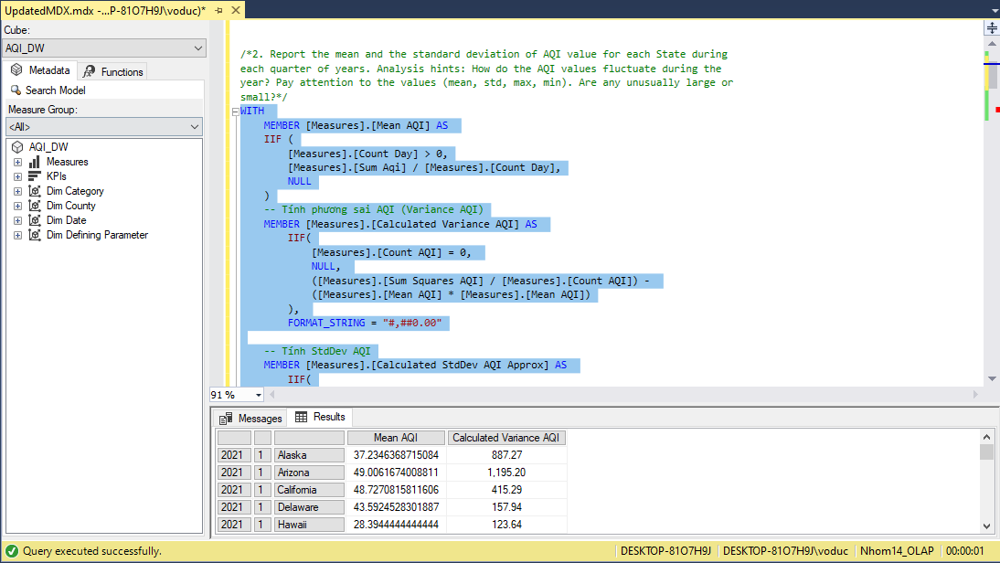 UpdatedMDX.mdx -...P-81O7H9J\voduc)*
Cube:
AQI_DW
Metadata
Functions
Search Model
Measure Group:
<All>
AQI_DW
Measures
KPIs
Dim Category
Dim County
Dim Date
Dim Defining Parameter
/*2. Report the mean and the standard deviation of AQI value for each State during
each quarter of years. Analysis hints: How do the AQI values fluctuate during the
year? Pay attention to the values (mean, std, max, min). Are any unusually large or
small?*/
WITH
MEMBER [Measures].[Mean AQI] AS
IIF (
[Measures].[Count Day] > 0,
[Measures].[Sum Aqi] / [Measures].[Count Day],
NULL
)
-- Tính phương sai AQI (Variance AQI)
MEMBER [Measures].[Calculated Variance AQI] AS
IIF(
[Measures].[Count AQI] = 0,
NULL,
([Measures].[Sum Squares AQI] / [Measures].[Count AQI]) -
([Measures].[Mean AQI] * [Measures].[Mean AQI])
),
FORMAT_STRING = "#,##0.00"
-- Tính StdDev AQI
MEMBER [Measures].[Calculated StdDev AQI Approx] AS
IIF(
91 %
Messages
Results
Mean AQI Calculated Variance AQI
2021 1 Alaska 37.2346368715084 887.27
2021 1 Arizona 49.0061674008811 1,195.20
2021 1 California 48.7270815811606 415.29
2021 1 Delaware 43.5924528301887 157.94
2021 1 Hawaii 28.3944444444444 123.64
Query executed successfully.
DESKTOP-81O7H9J
DESKTOP-81O7H9J\voduc
Nhom14_OLAP
00:00:01